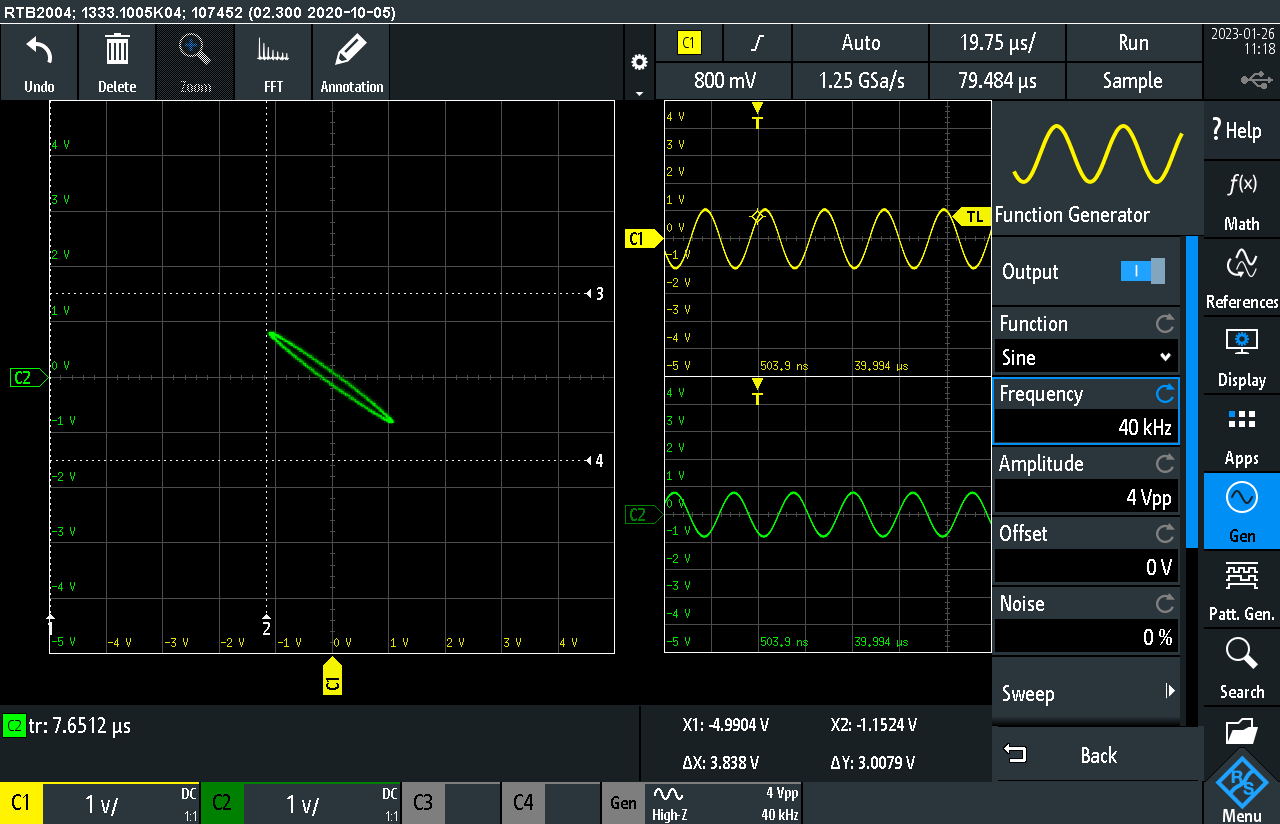 RTB2004; 1333.1005K04; 107452 (02.300 2020-10-05)
Undo
Delete
Zoom
FFT
Annotation
C1
Auto
19.75 µs/
Run
800 mV
1.25 GSa/s
79.484 µs
Sample
2023-01-26
11:18
4 V
3 V
2 V
1 V
0 V
-1 V
-2 V
-3 V
-4 V
-5 V
-4 V
-3 V
-2 V
-1 V
0 V
1 V
2 V
3 V
4 V
1
2
3
4
C2
C1
T
4 V
3 V
2 V
1 V
0 V
-1 V
-2 V
-3 V
-4 V
-5 V
503.9 ns
39.994 µs
C1
TL
T
4 V
3 V
2 V
1 V
0 V
-1 V
-2 V
-3 V
-4 V
-5 V
503.9 ns
39.994 µs
C2
Function Generator
Output
I
Function
Sine
Frequency
40 kHz
Amplitude
4 Vpp
Offset
0 V
Noise
0 %
Sweep
Back
? Help
f(x)
Math
References
Display
Apps
Gen
Patt. Gen.
Search
R S
Menu
C2 tr: 7.6512 µs
X1: -4.9904 V
X2: -1.1524 V
ΔX: 3.838 V
ΔY: 3.0079 V
C1
1 V/
DC
1:1
C2
1 V/
DC
1:1
C3
C4
Gen
High-Z
4 Vpp
40 kHz